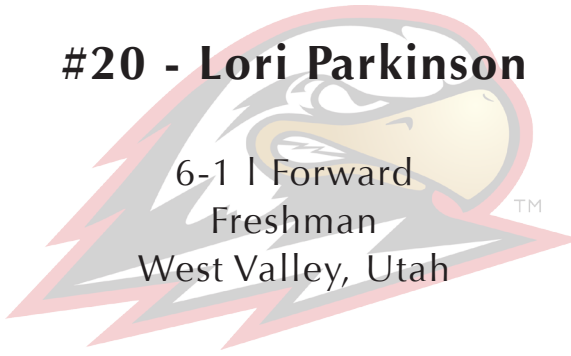 #20 - Lori Parkinson
6-1 l Forward
Freshman
TM
West Valley, Utah